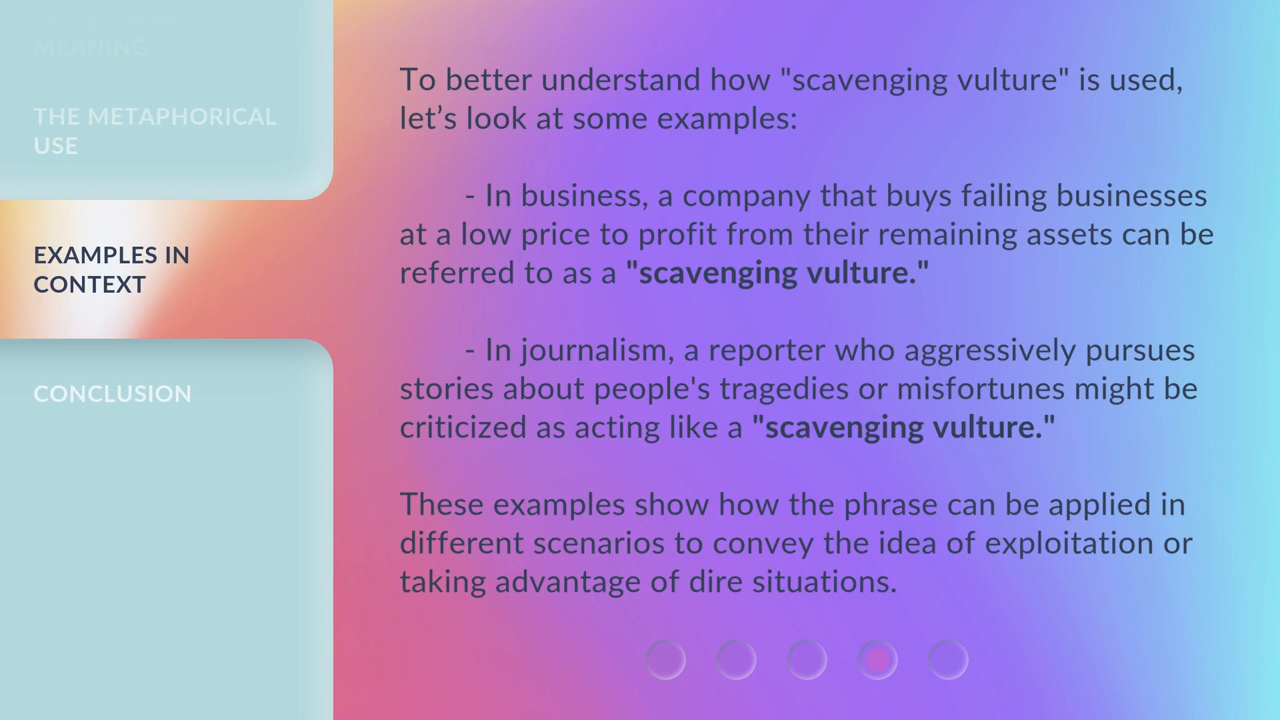 MEANING
THE METAPHORICAL
USE
EXAMPLES IN
CONTEXT
CONCLUSION
To better understand how "scavenging vulture" is used,
let’s look at some examples:
- In business, a company that buys failing businesses
at a low price to profit from their remaining assets can be
referred to as a "scavenging vulture."
- In journalism, a reporter who aggressively pursues
stories about people's tragedies or misfortunes might be
criticized as acting like a "scavenging vulture."
These examples show how the phrase can be applied in
different scenarios to convey the idea of exploitation or
taking advantage of dire situations.